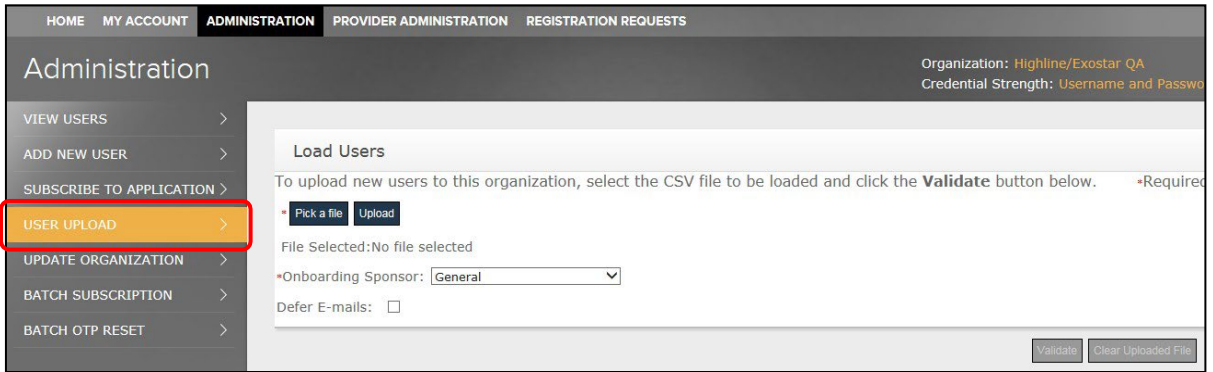 HOME MY ACCOUNT ADMINISTRATION PROVIDER ADMINISTRATION REGISTRATION REQUESTS
Administration
Organization: Highline/Exostar QA
Credential Strength: Username and Passwo
VIEW USERS
ADD NEW USER
SUBSCRIBE TO APPLICATION
USER UPLOAD
UPDATE ORGANIZATION
BATCH SUBSCRIPTION
BATCH OTP RESET
Load Users
To upload new users to this organization, select the CSV file to be loaded and click the Validate button below. *Required
* Pick a file Upload
File Selected:No file selected
*Onboarding Sponsor: General
Defer E-mails:
Validate Clear Uploaded File